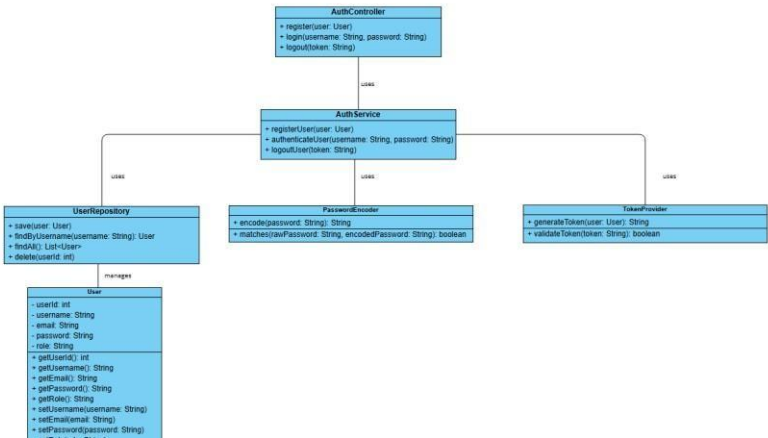 AuthController
+ register(user: User)
+ login(username: String, password: String)
+ logout(token: String)
uses
AuthService
+ registerUser(user: User)
+ authenticateUser(username: String, password: String)
+ logoutUser(token: String)
uses
uses
uses
UserRepository
+ save(user: User)
+ findByUsername(username: String): User
+ findAll(): List<User>
+ delete(userId: int)
PasswordEncoder
+ encode(password: String): String
+ matches(rawPassword: String, encodedPassword: String): boolean
TokenProvider
+ generateToken(user: User): String
+ validateToken(token: String): boolean
manages
User
- userId: int
- username: String
- email: String
- password: String
- role: String
+ getUserId(): int
+ getUsername(): String
+ getEmail(): String
+ getPassword(): String
+ getRole(): String
+ setUsername(username: String)
+ setEmail(email: String)
+ setPassword(password: String)